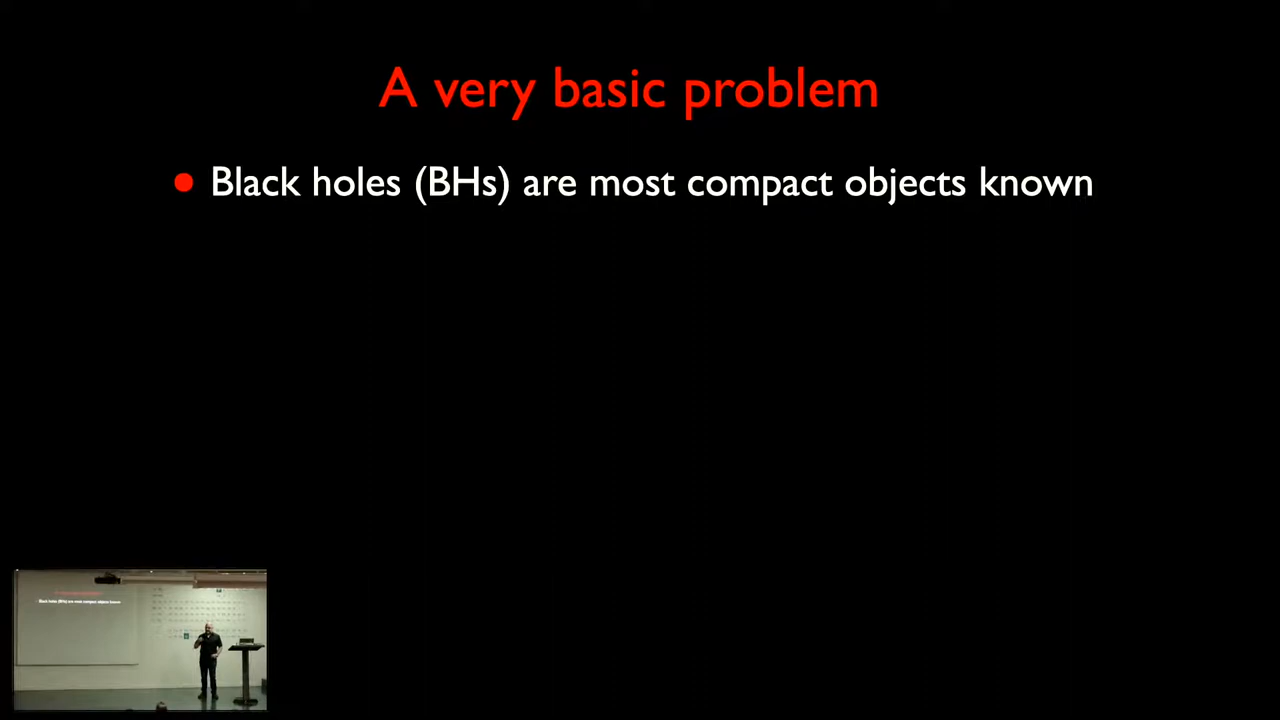 A very basic problem
Black holes (BHs) are most compact objects known